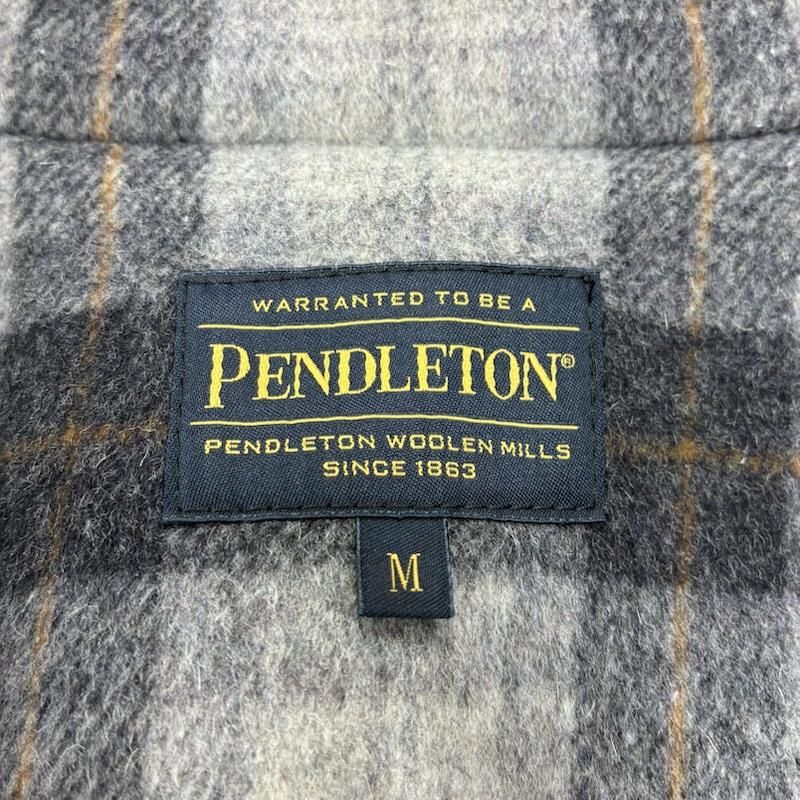 WARRANTED TO BE A
PENDLETON®
PENDLETON WOOLEN MILLS
SINCE 1863
M